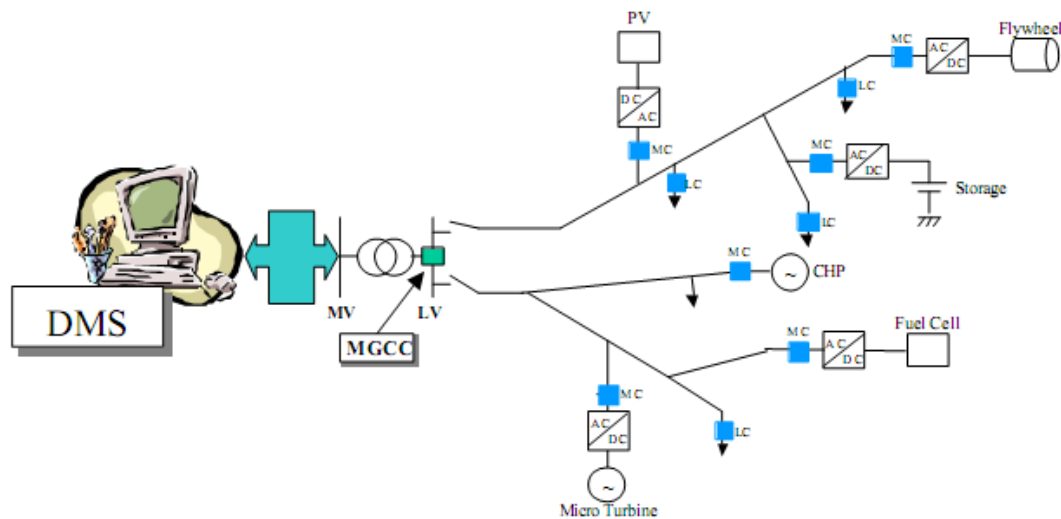 PV
Flywheel
MC
AC
DC
LC
DC
AC
MC
LC
MC
AC
DC
Storage
LC
MC
~
CHP
DMS
MV
LV
MGCC
Fuel Cell
MC
AC
DC
MC
AC
DC
LC
~
Micro Turbine